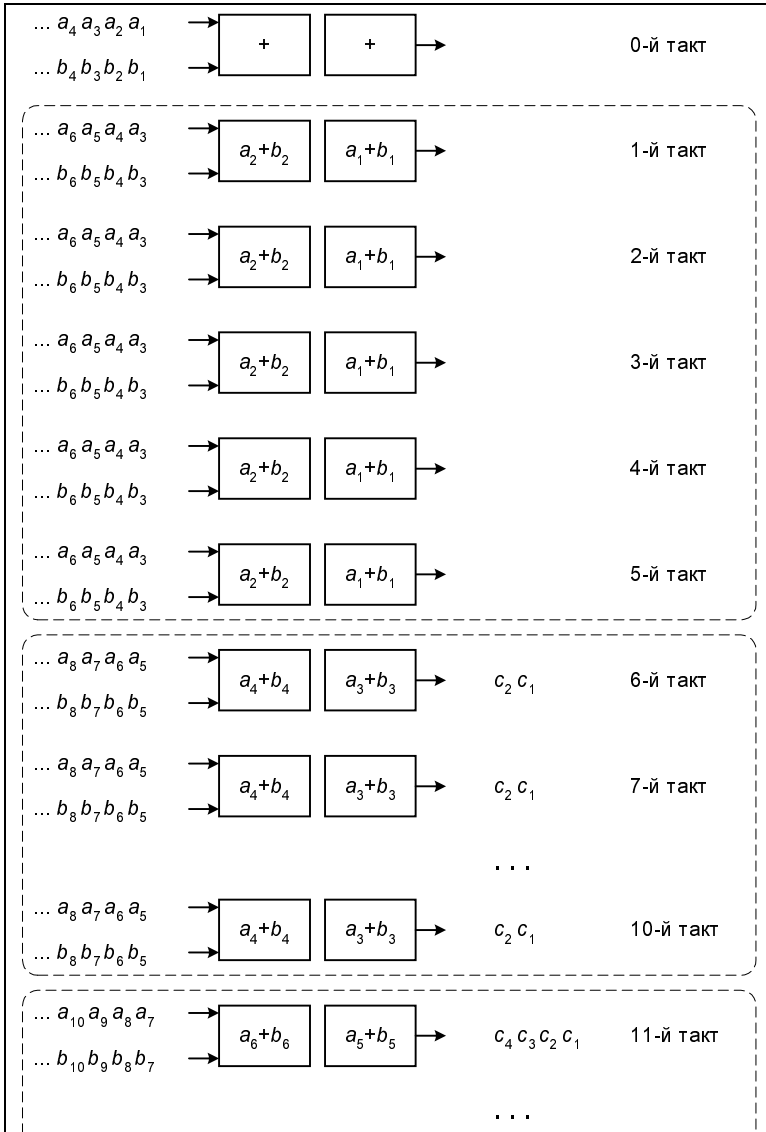 ... a₄ a₃ a₂ a₁
+ + 0-й такт
... b₄ b₃ b₂ b₁
... a₆ a₅ a₄ a₃
a₂+b₂ a₁+b₁ 1-й такт
... b₆ b₅ b₄ b₃
... a₆ a₅ a₄ a₃
a₂+b₂ a₁+b₁ 2-й такт
... b₆ b₅ b₄ b₃
... a₆ a₅ a₄ a₃
a₂+b₂ a₁+b₁ 3-й такт
... b₆ b₅ b₄ b₃
... a₆ a₅ a₄ a₃
a₂+b₂ a₁+b₁ 4-й такт
... b₆ b₅ b₄ b₃
... a₆ a₅ a₄ a₃
a₂+b₂ a₁+b₁ 5-й такт
... b₆ b₅ b₄ b₃
... a₈ a₇ a₆ a₅
a₄+b₄ a₃+b₃ c₂ c₁ 6-й такт
... b₈ b₇ b₆ b₅
... a₈ a₇ a₆ a₅
a₄+b₄ a₃+b₃ c₂ c₁ 7-й такт
... b₈ b₇ b₆ b₅
. . .
... a₈ a₇ a₆ a₅
a₄+b₄ a₃+b₃ c₂ c₁ 10-й такт
... b₈ b₇ b₆ b₅
... a₁₀ a₉ a₈ a₇
a₆+b₆ a₅+b₅ c₄ c₃ c₂ c₁ 11-й такт
... b₁₀ b₉ b₈ b₇
. . .